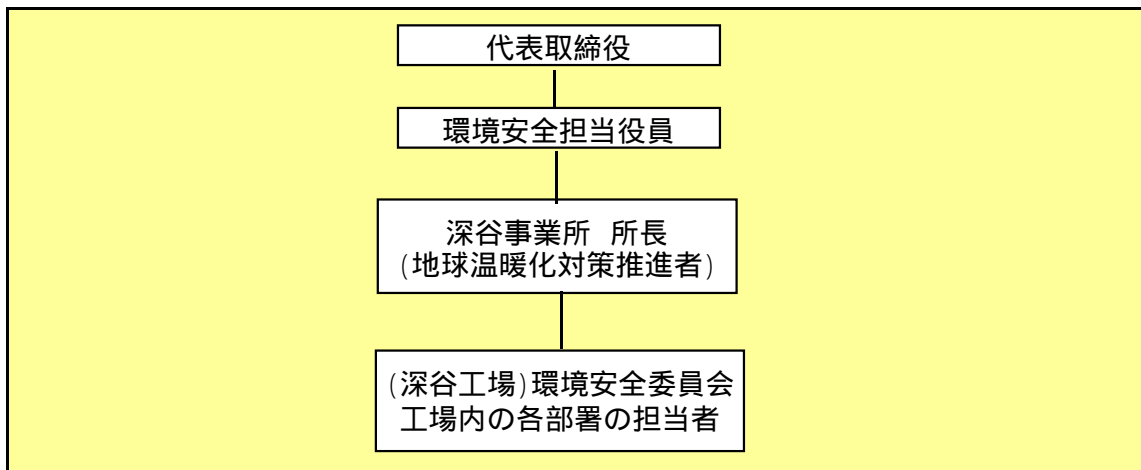 代表取締役
環境安全担当役員
深谷事業所 所長
(地球温暖化対策推進者)
(深谷工場)環境安全委員会
工場内の各部署の担当者